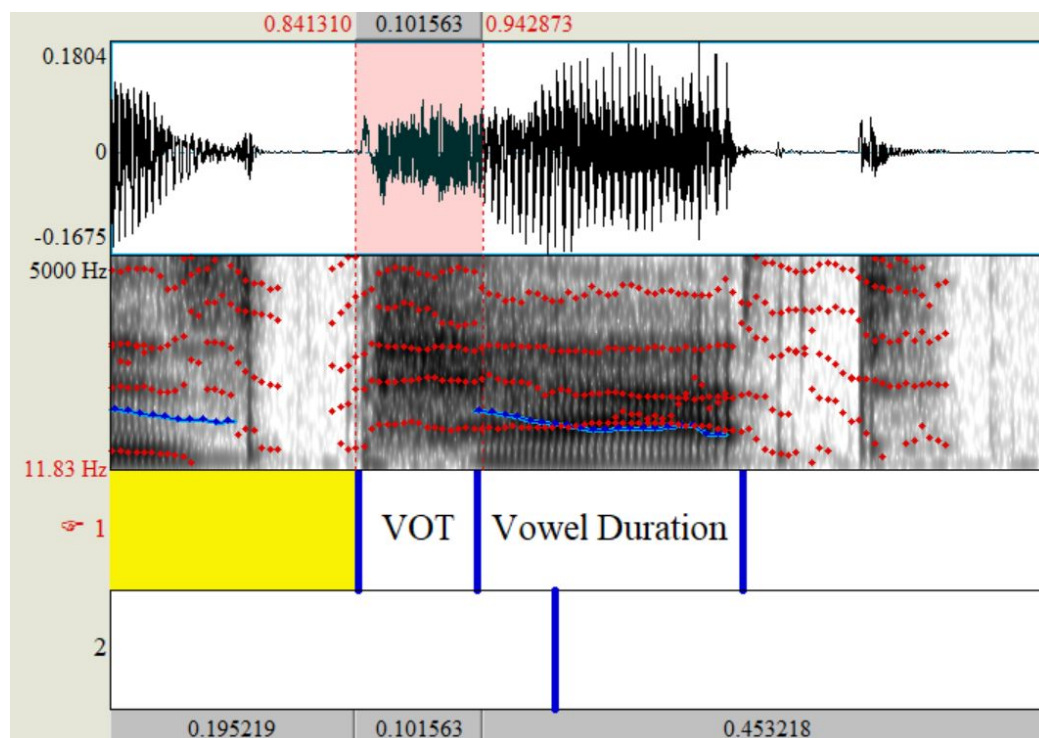 0.841310 0.101563 0.942873
0.1804
0
-0.1675
5000 Hz
11.83 Hz
☞ 1 VOT Vowel Duration
2
0.195219 0.101563 0.453218